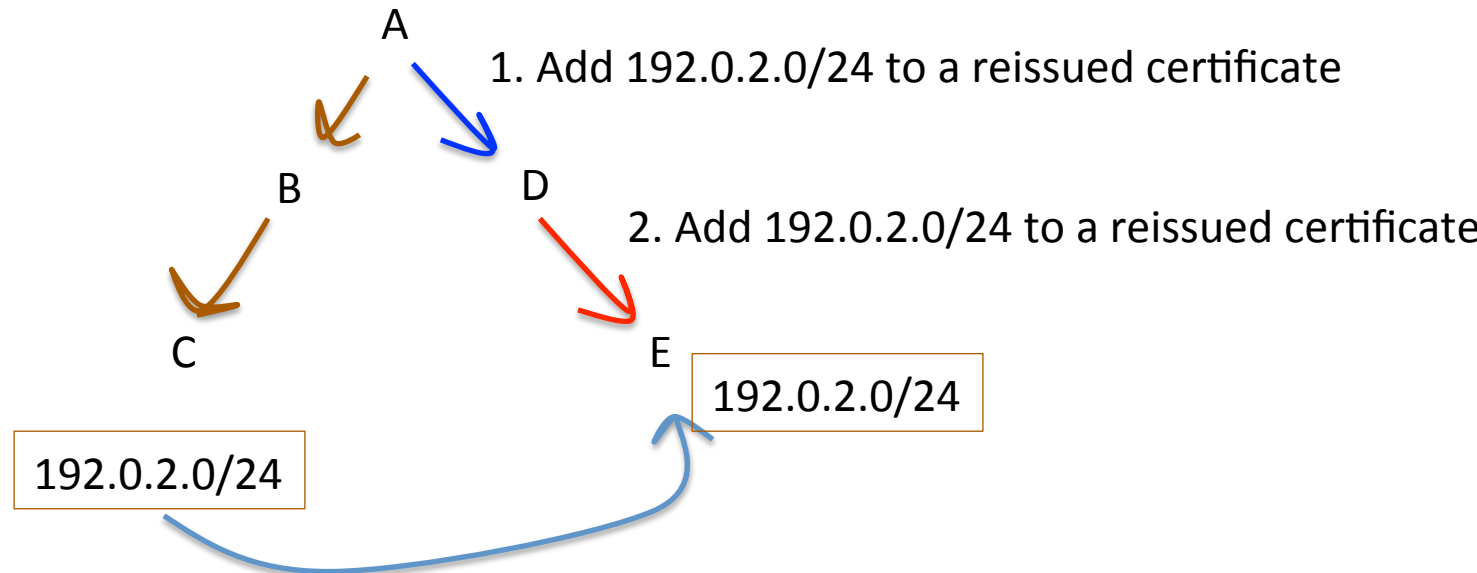 A
1. Add 192.0.2.0/24 to a reissued certificate
B
D
2. Add 192.0.2.0/24 to a reissued certificate
C
E
192.0.2.0/24
192.0.2.0/24